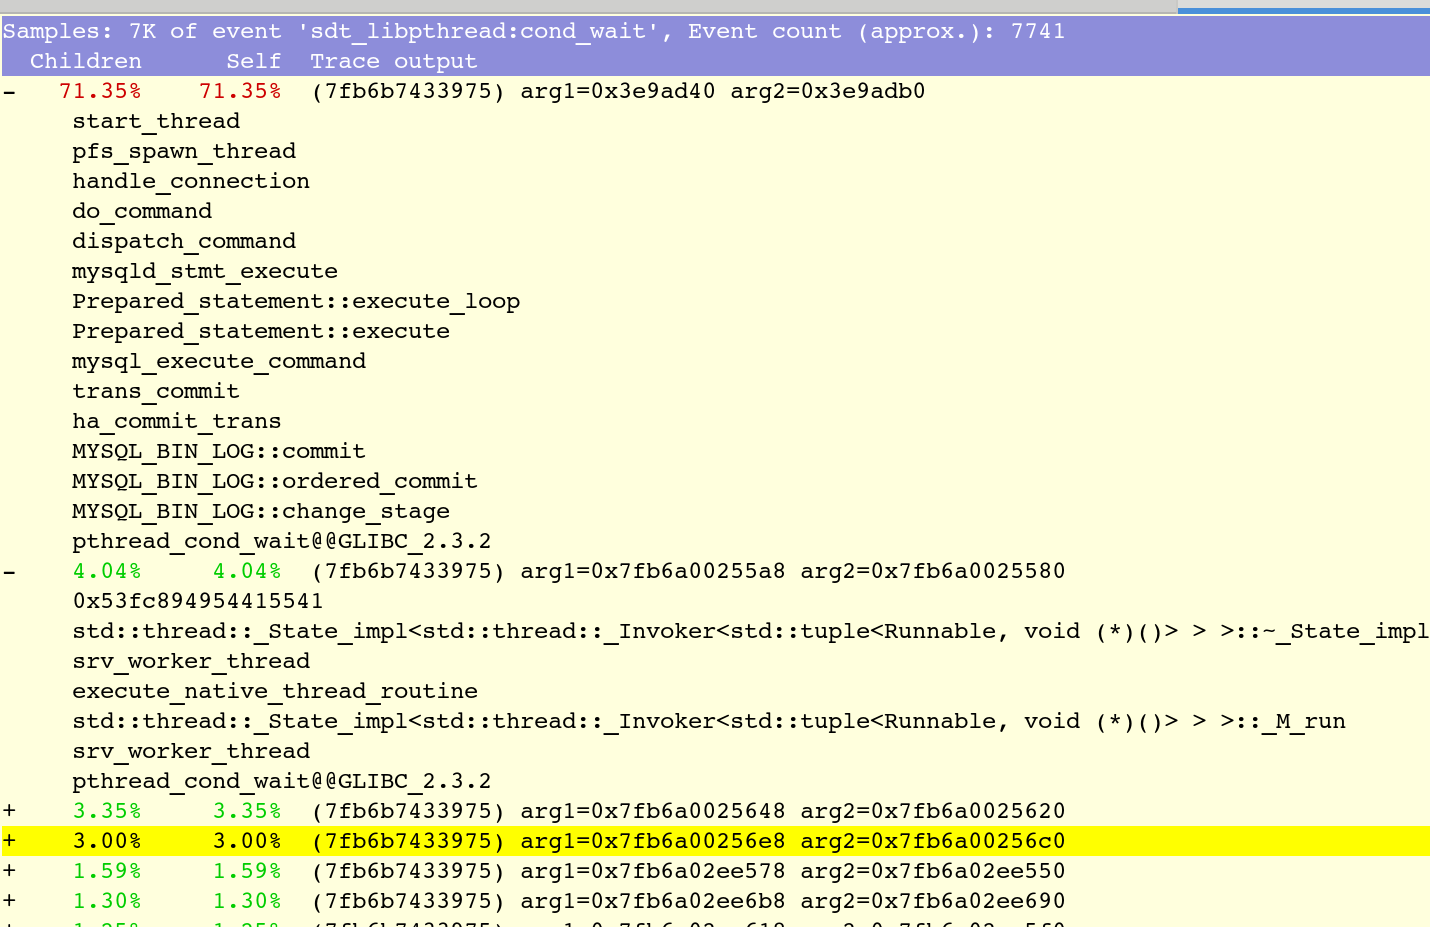 Samples: 7K of event 'sdt_libpthread:cond_wait', Event count (approx.): 7741
Children Self Trace output
- 71.35% 71.35% (7fb6b7433975) arg1=0x3e9ad40 arg2=0x3e9adb0
start_thread
pfs_spawn_thread
handle_connection
do_command
dispatch_command
mysqld_stmt_execute
Prepared_statement::execute_loop
Prepared_statement::execute
mysql_execute_command
trans_commit
ha_commit_trans
MYSQL_BIN_LOG::commit
MYSQL_BIN_LOG::ordered_commit
MYSQL_BIN_LOG::change_stage
pthread_cond_wait@@GLIBC_2.3.2
- 4.04% 4.04% (7fb6b7433975) arg1=0x7fb6a00255a8 arg2=0x7fb6a0025580
0x53fc894954415541
std::thread::_State_impl<std::thread::_Invoker<std::tuple<Runnable, void (*)()> > >::~_State_impl
srv_worker_thread
execute_native_thread_routine
std::thread::_State_impl<std::thread::_Invoker<std::tuple<Runnable, void (*)()> > >::_M_run
srv_worker_thread
pthread_cond_wait@@GLIBC_2.3.2
+ 3.35% 3.35% (7fb6b7433975) arg1=0x7fb6a0025648 arg2=0x7fb6a0025620
+ 3.00% 3.00% (7fb6b7433975) arg1=0x7fb6a00256e8 arg2=0x7fb6a00256c0
+ 1.59% 1.59% (7fb6b7433975) arg1=0x7fb6a02ee578 arg2=0x7fb6a02ee550
+ 1.30% 1.30% (7fb6b7433975) arg1=0x7fb6a02ee6b8 arg2=0x7fb6a02ee690